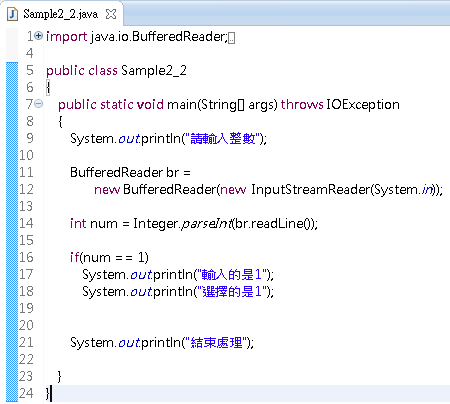 Sample2_2.java
1 import java.io.BufferedReader;
4
5 public class Sample2_2
6 {
7 public static void main(String[] args) throws IOException
8 {
9 System.out.println("請輸入整數");
10
11 BufferedReader br =
12 new BufferedReader(new InputStreamReader(System.in));
13
14 int num = Integer.parseInt(br.readLine());
15
16 if(num == 1)
17 System.out.println("輸入的是1");
18 System.out.println("選擇的是1");
19
20
21 System.out.println("結束處理");
22
23 }
24 }